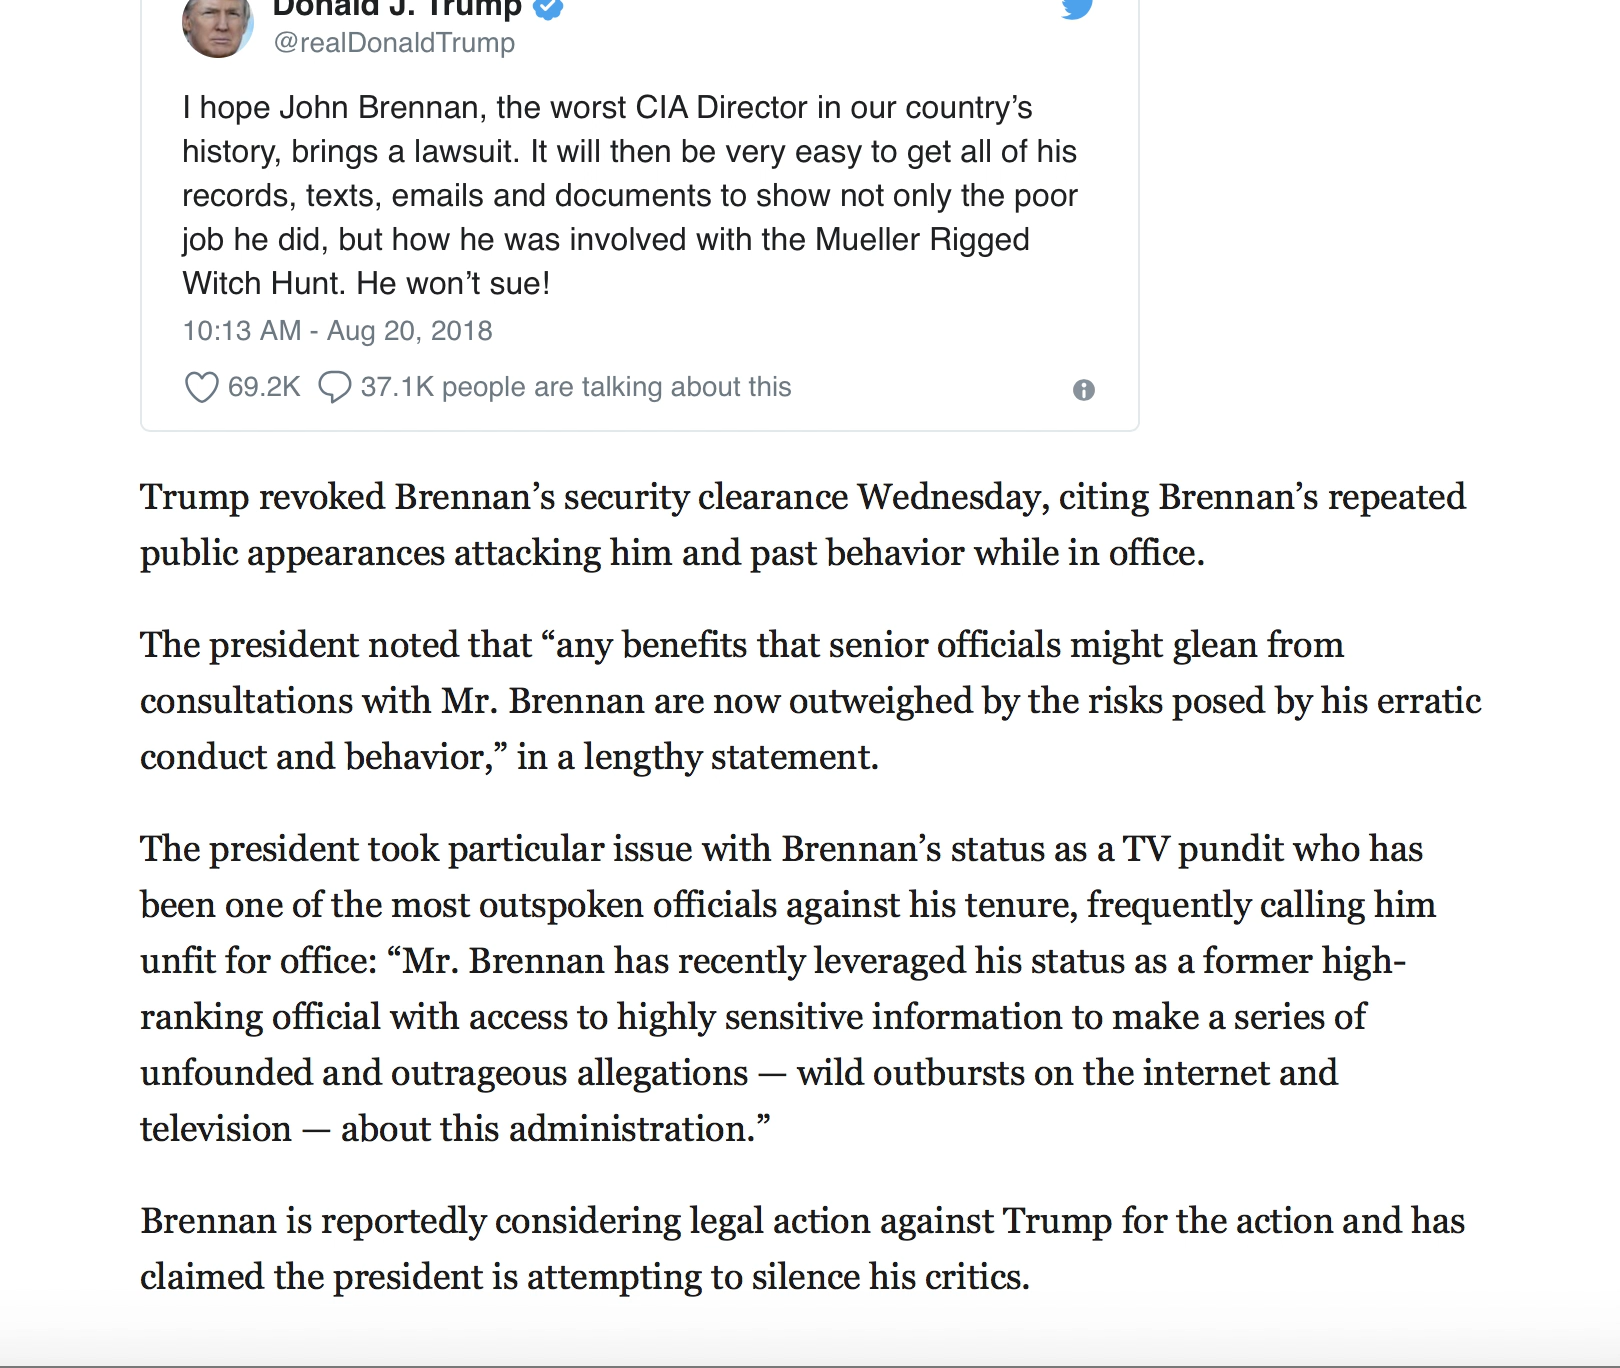 Donald J. Trump
@realDonaldTrump
I hope John Brennan, the worst CIA Director in our country’s
history, brings a lawsuit. It will then be very easy to get all of his
records, texts, emails and documents to show not only the poor
job he did, but how he was involved with the Mueller Rigged
Witch Hunt. He won’t sue!
10:13 AM - Aug 20, 2018
69.2K 37.1K people are talking about this
Trump revoked Brennan’s security clearance Wednesday, citing Brennan’s repeated
public appearances attacking him and past behavior while in office.
The president noted that “any benefits that senior officials might glean from
consultations with Mr. Brennan are now outweighed by the risks posed by his erratic
conduct and behavior,” in a lengthy statement.
The president took particular issue with Brennan’s status as a TV pundit who has
been one of the most outspoken officials against his tenure, frequently calling him
unfit for office: “Mr. Brennan has recently leveraged his status as a former high-
ranking official with access to highly sensitive information to make a series of
unfounded and outrageous allegations — wild outbursts on the internet and
television — about this administration.”
Brennan is reportedly considering legal action against Trump for the action and has
claimed the president is attempting to silence his critics.